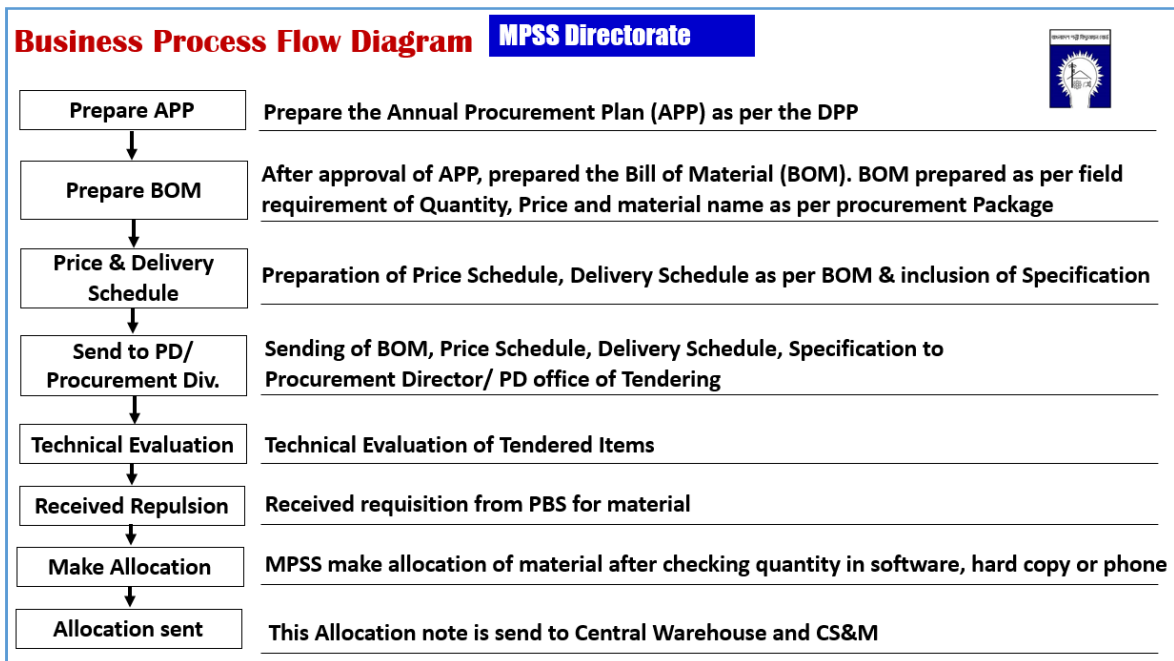 Business Process Flow Diagram
MPSS Directorate
বাংলাদেশ পল্লী বিদ্যুতায়ন বোর্ড
Prepare APP
Prepare the Annual Procurement Plan (APP) as per the DPP
Prepare BOM
After approval of APP, prepared the Bill of Material (BOM). BOM prepared as per field
requirement of Quantity, Price and material name as per procurement Package
Price & Delivery
Schedule
Preparation of Price Schedule, Delivery Schedule as per BOM & inclusion of Specification
Send to PD/
Procurement Div.
Sending of BOM, Price Schedule, Delivery Schedule, Specification to
Procurement Director/ PD office of Tendering
Technical Evaluation
Technical Evaluation of Tendered Items
Received Repulsion
Received requisition from PBS for material
Make Allocation
MPSS make allocation of material after checking quantity in software, hard copy or phone
Allocation sent
This Allocation note is send to Central Warehouse and CS&M